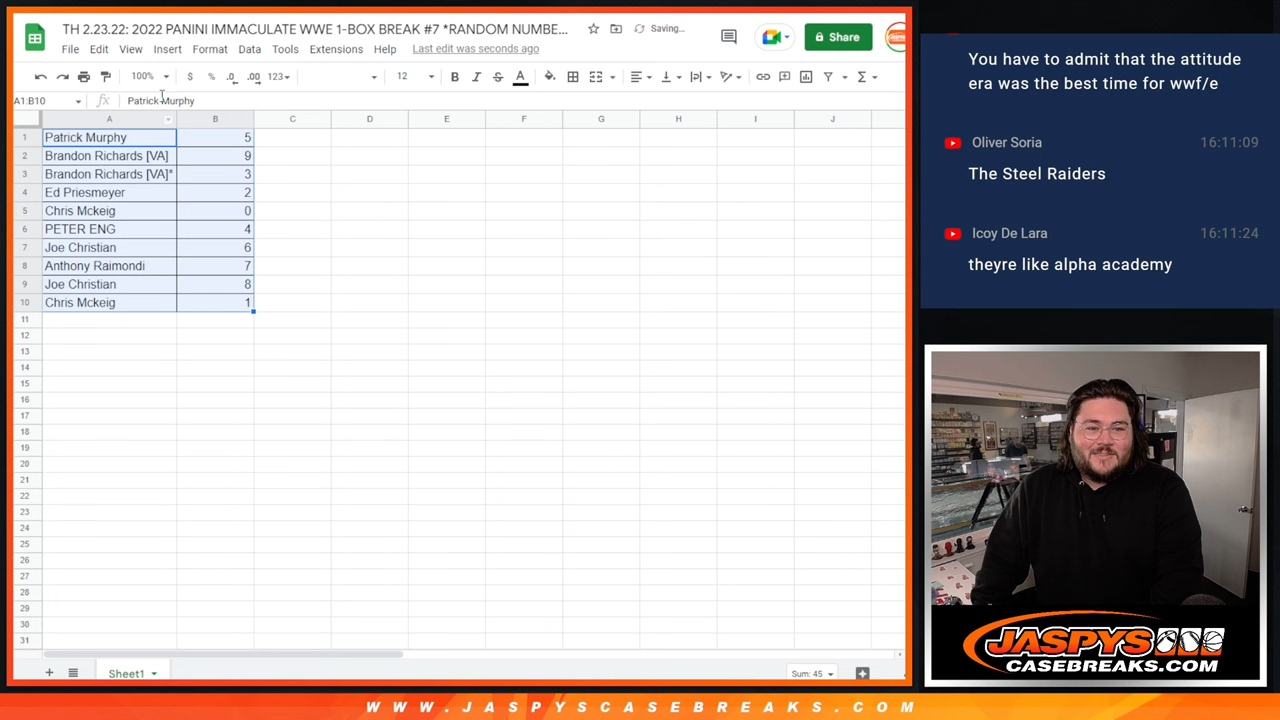 TH 2.23.22: 2022 PANINI IMMACULATE WWE 1-BOX BREAK #7 *RANDOM NUMBE...
Saving...
Share
File Edit View Insert Format Data Tools Extensions Help Last edit was seconds ago
100% $ % .0 .00 123 12 B I S A
A1:B10 fx Patrick Murphy
A B C D E F G H I J
1 Patrick Murphy 5
2 Brandon Richards [VA] 9
3 Brandon Richards [VA]* 3
4 Ed Priesmeyer 2
5 Chris Mckeig 0
6 PETER ENG 4
7 Joe Christian 6
8 Anthony Raimondi 7
9 Joe Christian 8
10 Chris Mckeig 1
11
12
13
14
15
16
17
18
19
20
21
22
23
24
25
26
27
28
29
30
31
Sheet1
Sum: 45
You have to admit that the attitude
era was the best time for wwf/e
Oliver Soria 16:11:09
The Steel Raiders
Icoy De Lara 16:11:24
theyre like alpha academy
JASPYS
CASEBREAKS.COM
WWW.JASPYSCASEBREAKS.COM